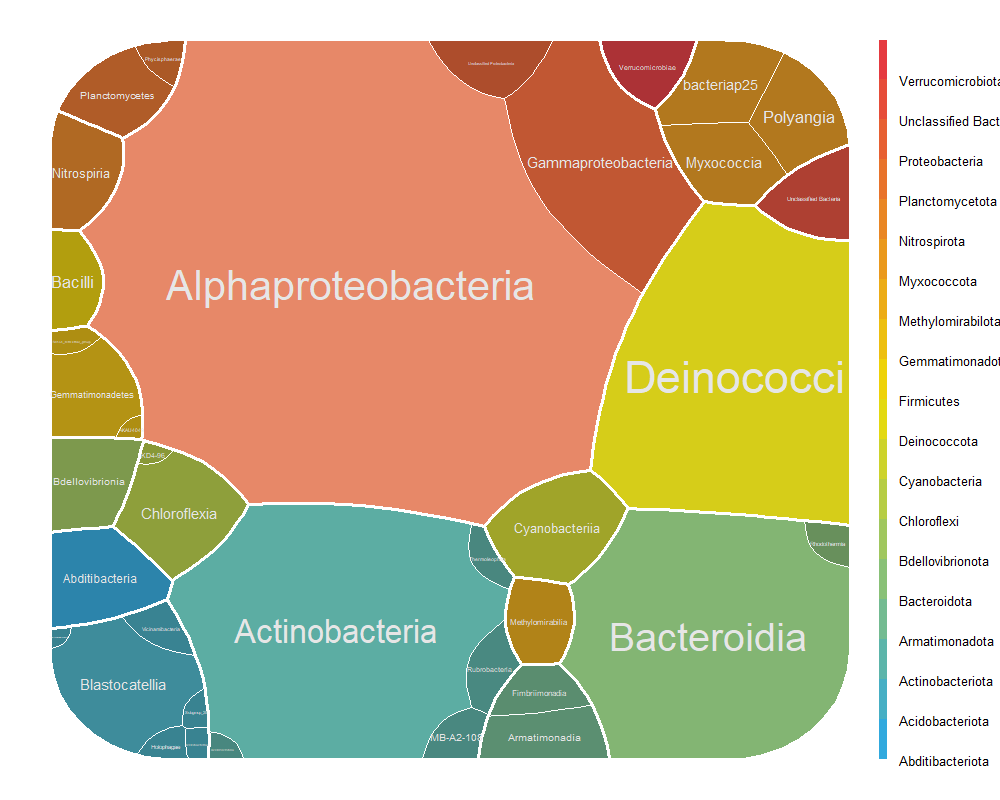 Phycisphaerae
Planctomycetes
Unclassified Proteobacteria
Verrucomicrobiae
bacteriap25
Polyangia
Nitrospiria
Gammaproteobacteria
Myxococcia
Unclassified Bacteria
Bacilli
Alphaproteobacteria
Deinococci
Gemmatimonadetes
KD4-96
Bdellovibrionia
Chloroflexia
Cyanobacteriia
Rhodothermia
Thermoleophilia
Abditibacteria
Methylomirabilia
Vicinamibacteria
Actinobacteria
Bacteroidia
Rubrobacteria
Blastocatellia
Fimbriimonadia
MB-A2-108
Armatimonadia
Holophagae
Verrucomicrobiota
Unclassified Bact
Proteobacteria
Planctomycetota
Nitrospirota
Myxococcota
Methylomirabilota
Gemmatimonadot
Firmicutes
Deinococcota
Cyanobacteria
Chloroflexi
Bdellovibrionota
Bacteroidota
Armatimonadota
Actinobacteriota
Acidobacteriota
Abditibacteriota